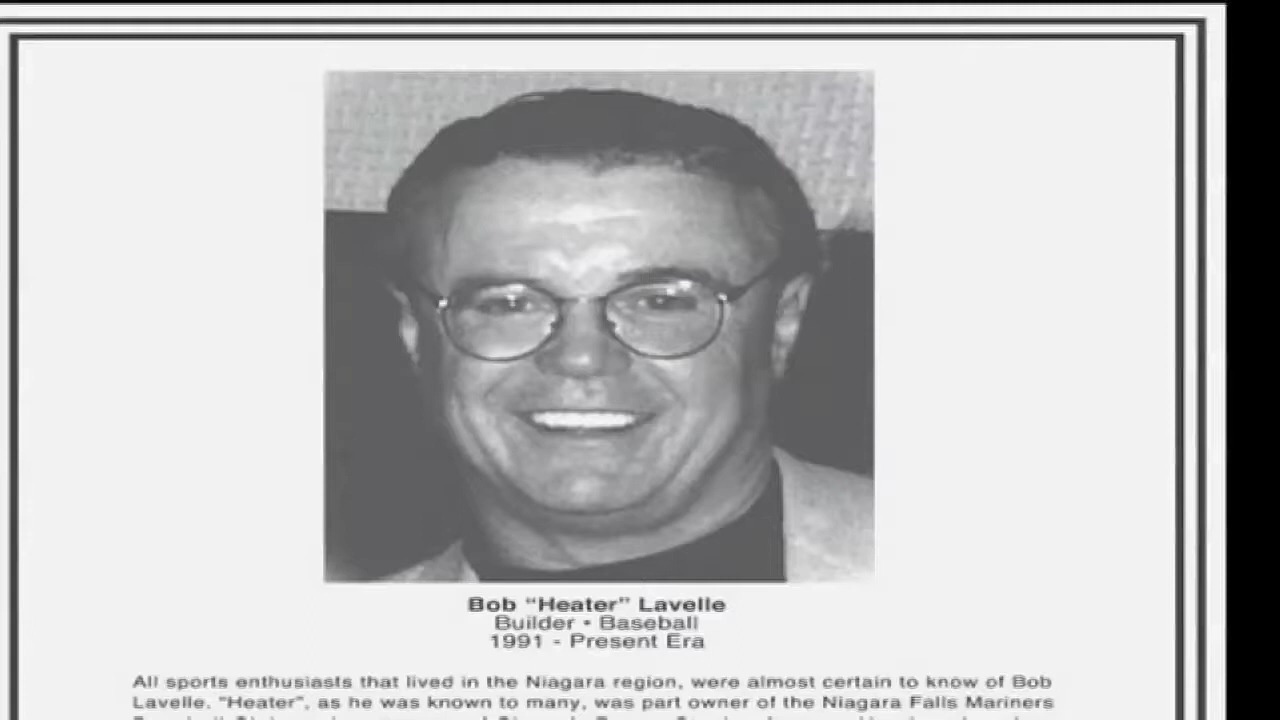 Bob “Heater” Lavelle
Builder • Baseball
1991 - Present Era
All sports enthusiasts that lived in the Niagara region, were almost certain to know of Bob
Lavelle. “Heater”, as he was known to many, was part owner of the Niagara Falls Mariners